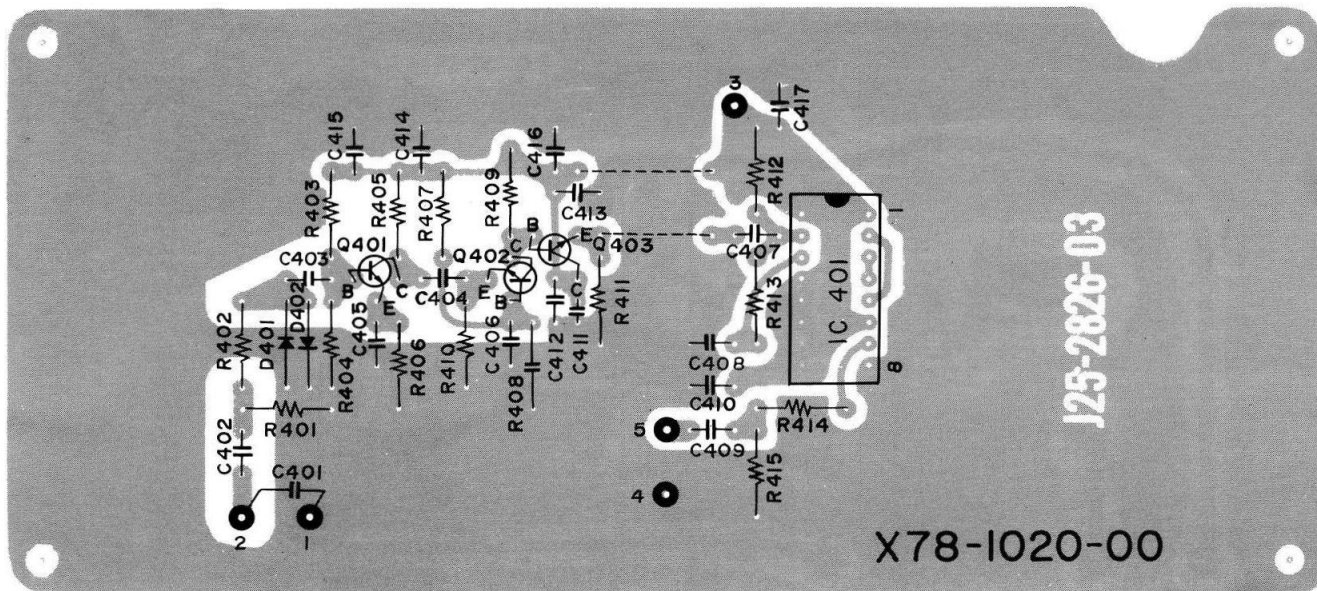 3
C417
C415
C414
C416
R412
R403
R405
R407
R409
C413
1
B
E
Q401
Q402
C
Q403
C407
C403
B
C
E
C
D402
E
C404
B
R411
R413
IC 401
J25-2826-03
R402
D401
C405
C406
C412
C411
R404
R406
R410
R408
C408
8
C410
R401
R414
5
C409
C402
C401
R415
4
2
1
X78-1020-00